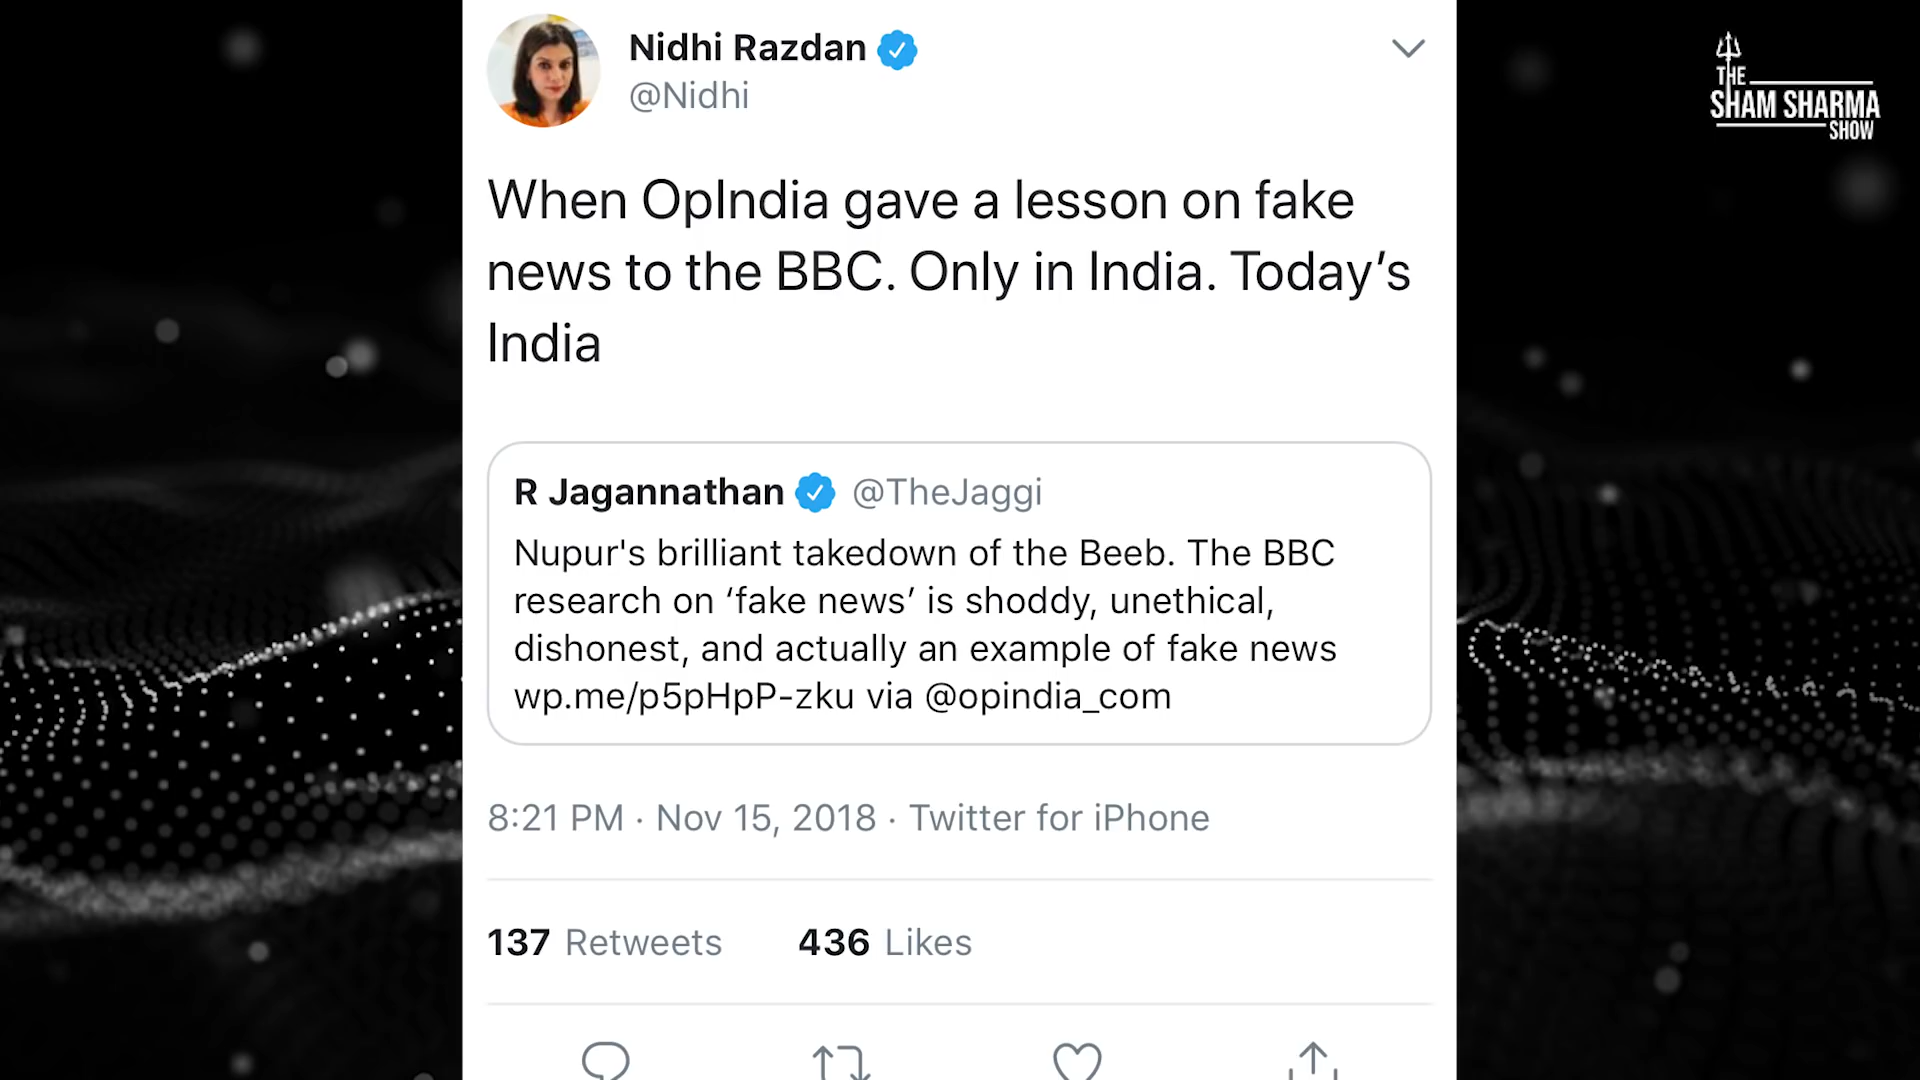 Nidhi Razdan
@Nidhi
THE
SHAM SHARMA
SHOW
When OpIndia gave a lesson on fake
news to the BBC. Only in India. Today’s
India
R Jagannathan @TheJaggi
Nupur's brilliant takedown of the Beeb. The BBC
research on ‘fake news’ is shoddy, unethical,
dishonest, and actually an example of fake news
wp.me/p5pHpP-zku via @opindia_com
8:21 PM · Nov 15, 2018 · Twitter for iPhone
137 Retweets 436 Likes